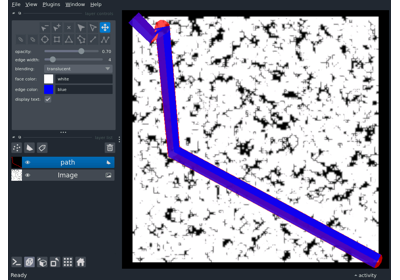 File View Plugins Window Help
opacity: 0.70
edge width: 4
blending: translucent
face color: white
edge color: blue
display text: ✓
path
Image
Ready
activity